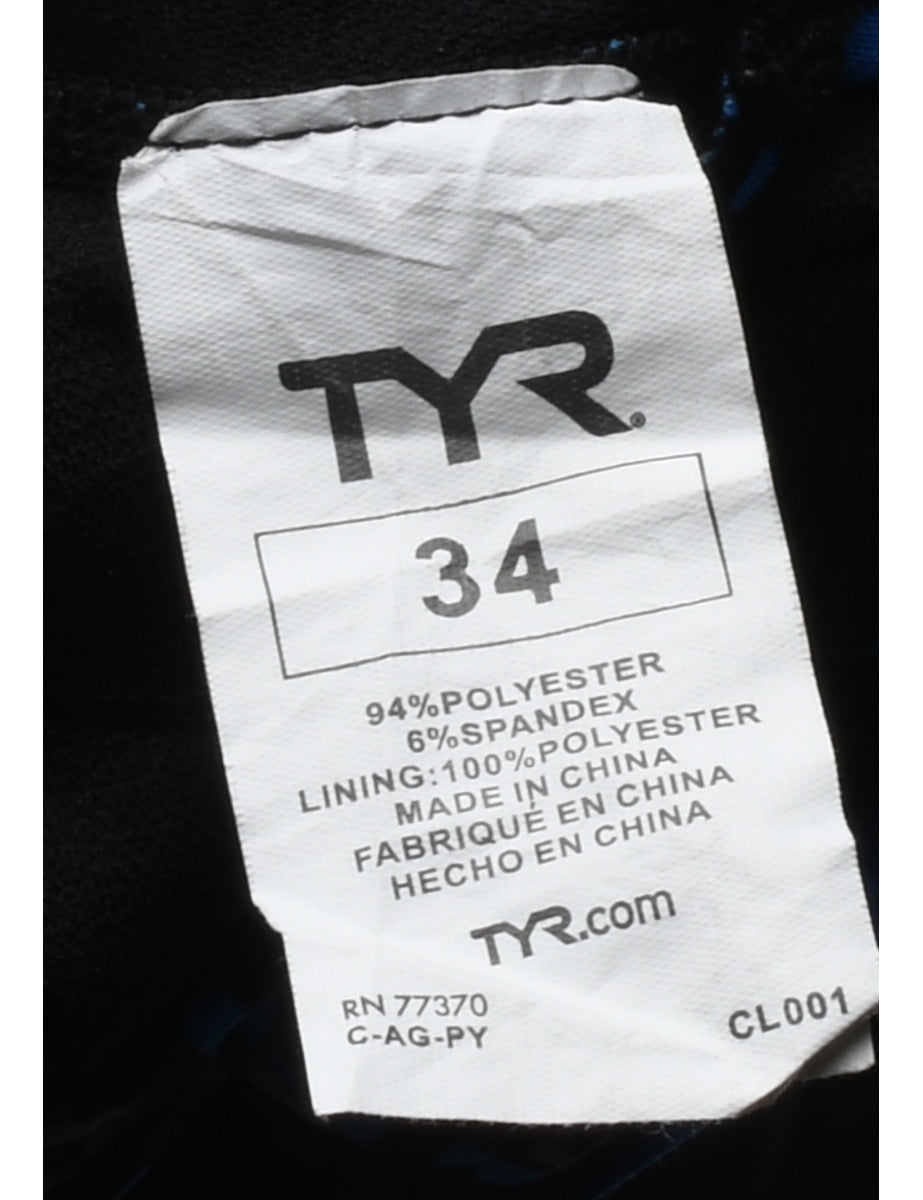 TYR®
34
94%POLYESTER
6%SPANDEX
LINING:100%POLYESTER
MADE IN CHINA
FABRIQUÉ EN CHINA
HECHO EN CHINA
TYR.com
RN 77370
C-AG-PY
CL001